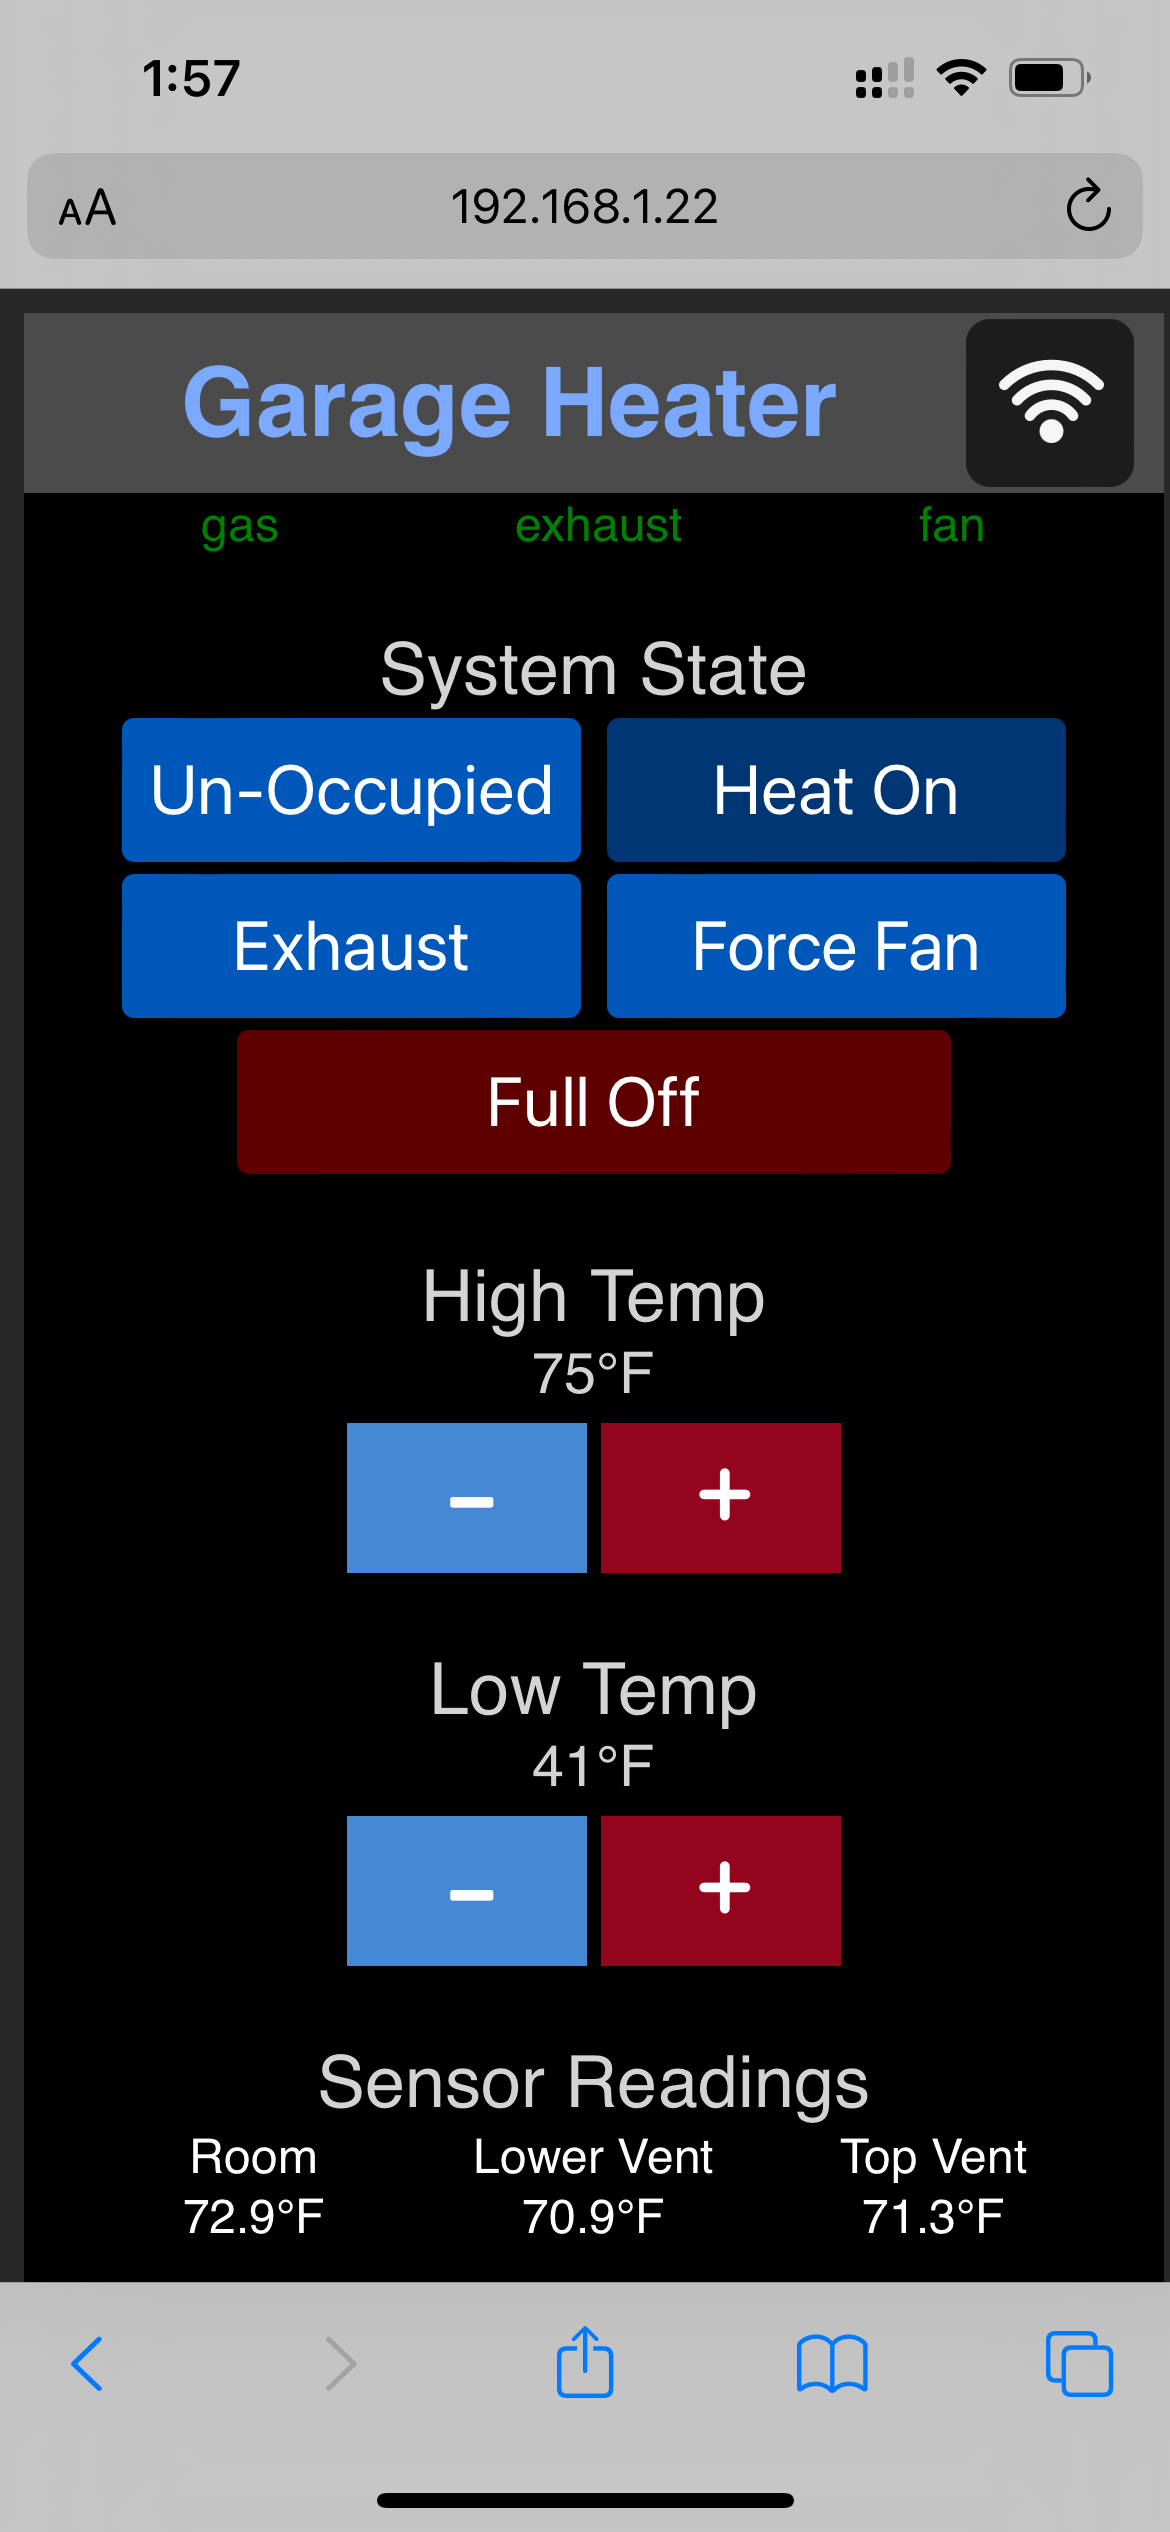 1:57
AA 192.168.1.22
Garage Heater
gas exhaust fan
System State
Un-Occupied Heat On
Exhaust Force Fan
Full Off
High Temp
75°F
- +
Low Temp
41°F
- +
Sensor Readings
Room Lower Vent Top Vent
72.9°F 70.9°F 71.3°F